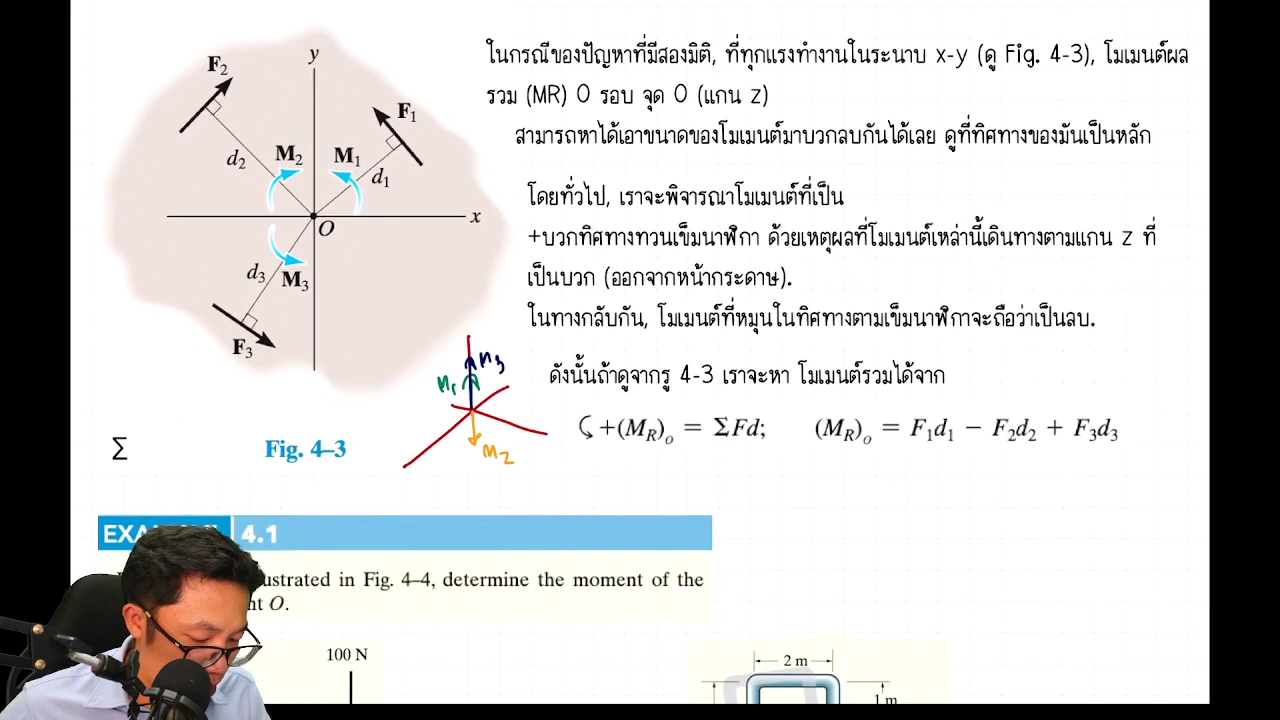 y
F₂
F₁
d₂
M₂
M₁
d₁
x
O
d₃
M₃
F₃
Σ
Fig. 4–3
M₁
M₃
M₂
ในกรณีของปัญหาที่มีสองมิติ, ที่ทุกแรงทำงานในระนาบ x-y (ดู Fig. 4-3), โมเมนต์ผล
รวม (MR) O รอบ จุด O (แกน z)
สามารถหาได้เอาขนาดของโมเมนต์มาบวกลบกันได้เลย ดูที่ทิศทางของมันเป็นหลัก
โดยทั่วไป, เราจะพิจารณาโมเมนต์ที่เป็น
+บวกทิศทางทวนเข็มนาฬิกา ด้วยเหตุผลที่โมเมนต์เหล่านี้เดินทางตามแกน z ที่
เป็นบวก (ออกจากหน้ากระดาษ).
ในทางกลับกัน, โมเมนต์ที่หมุนในทิศทางตามเข็มนาฬิกาจะถือว่าเป็นลบ.
ดังนั้นถ้าดูจากรู 4-3 เราจะหา โมเมนต์รวมได้จาก
↺+(M_R)ₒ = ΣFd; (M_R)ₒ = F₁d₁ − F₂d₂ + F₃d₃
4.1
ustrated in Fig. 4–4, determine the moment of the
nt O.
100 N
2 m
1 m